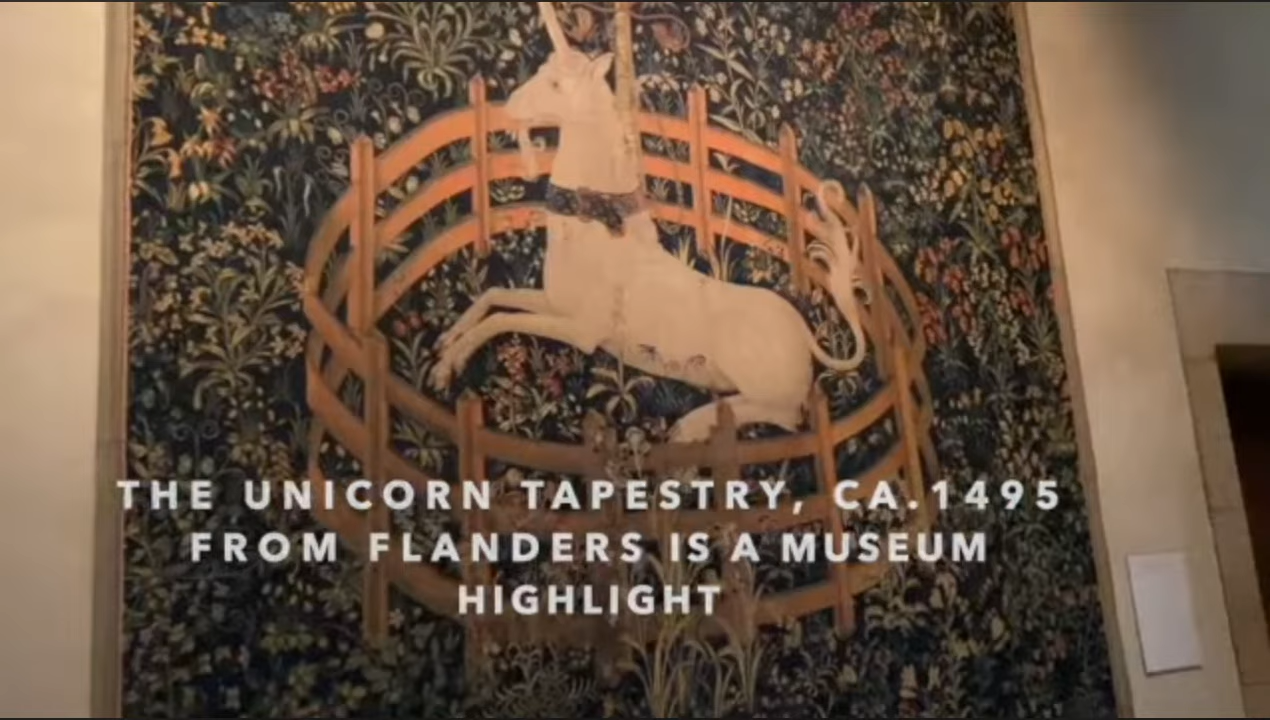 THE UNICORN TAPESTRY, CA.1495
FROM FLANDERS IS A MUSEUM
HIGHLIGHT